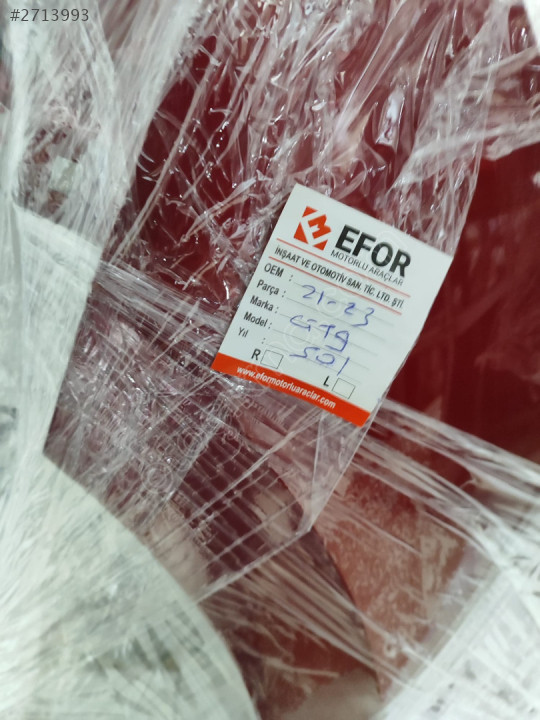 #2713993
EFOR
MOTORLU ARAÇLAR
İNŞAAT VE OTOMOTİV SAN. TİC. LTD. ŞTİ.
OEM :
Parça : 21-23
Marka :
Model :
Yıl : 501
R L
www.eformotorluaraclar.com